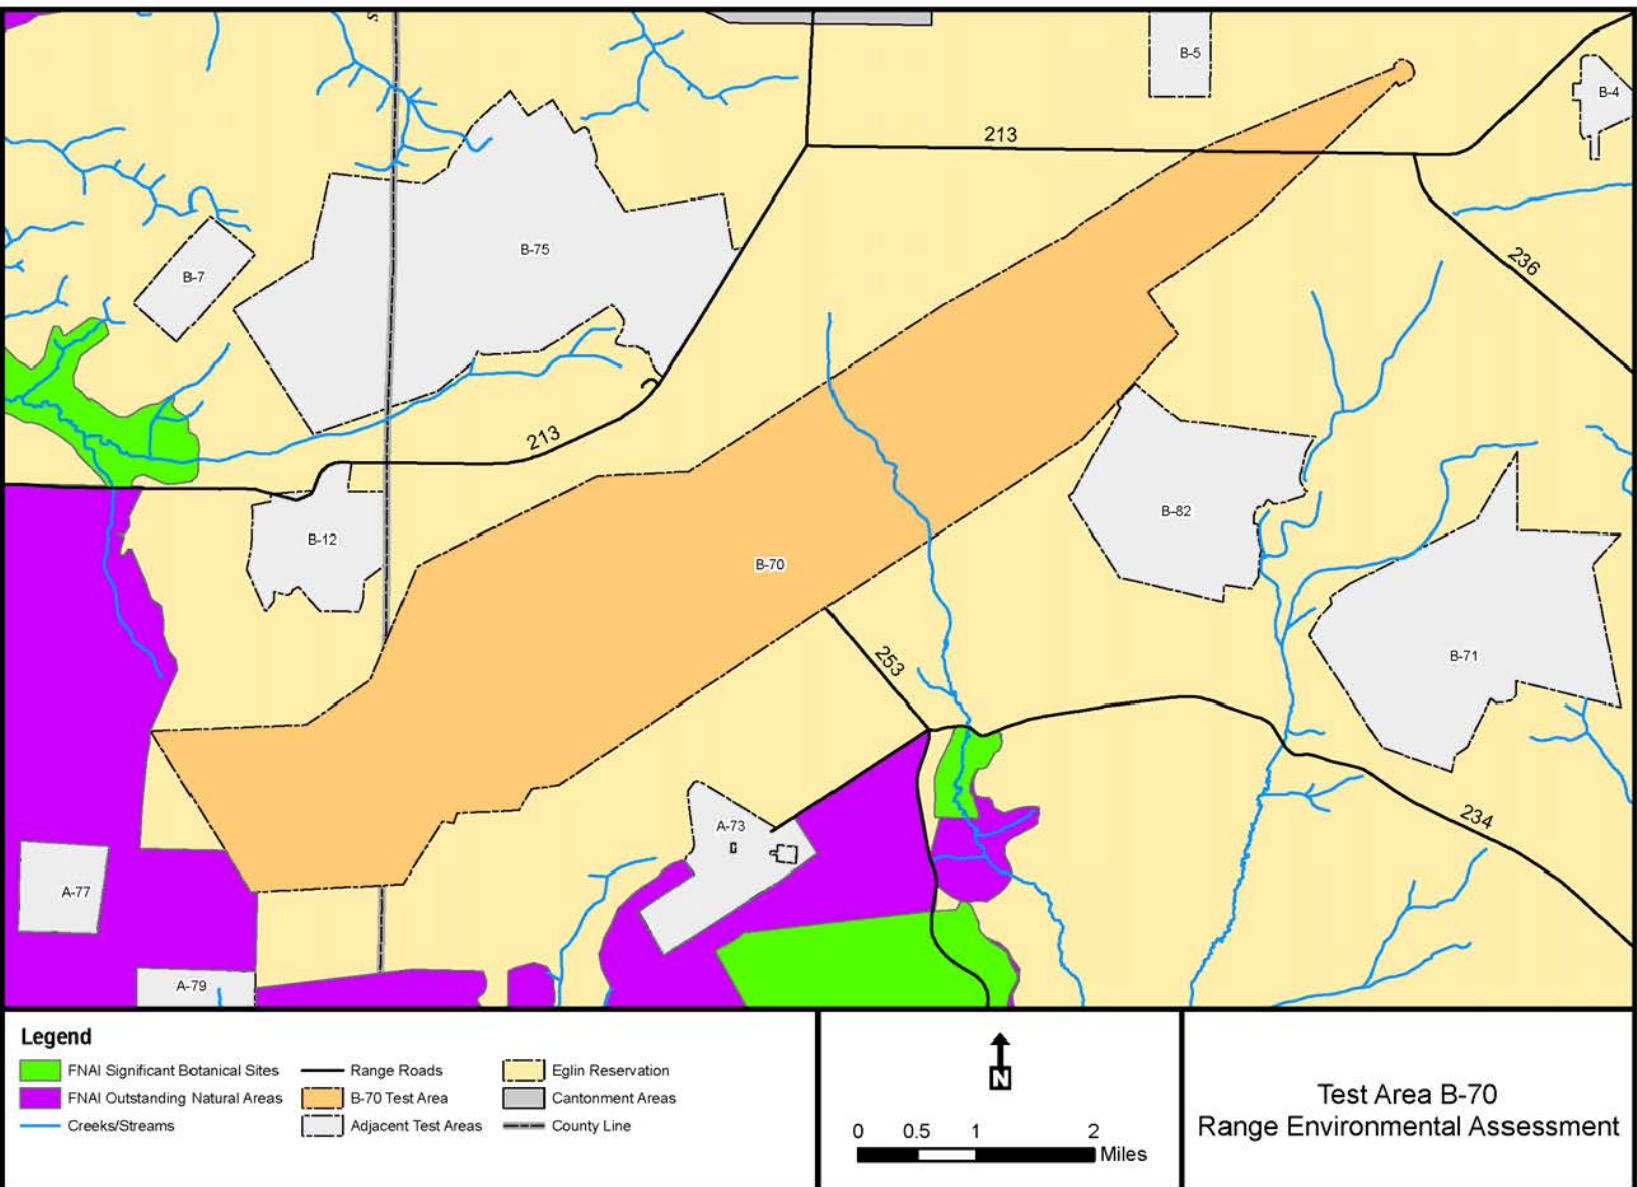 S
B-5
B-4
213
B-75
236
B-7
213
B-82
B-12
B-70
253
B-71
234
A-73
A-77
A-79
Legend
FNAI Significant Botanical Sites
Range Roads
Eglin Reservation
FNAI Outstanding Natural Areas
B-70 Test Area
Cantonment Areas
Creeks/Streams
Adjacent Test Areas
County Line
N
0 0.5 1 2
Miles
Test Area B-70
Range Environmental Assessment